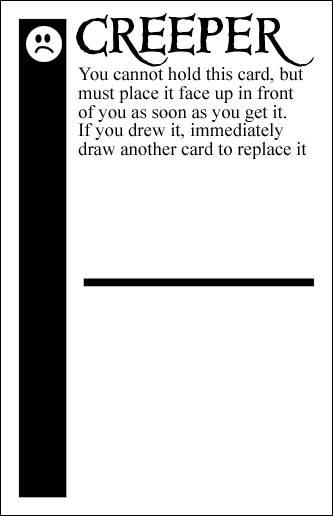 CREEPER
You cannot hold this card, but
must place it face up in front
of you as soon as you get it.
If you drew it, immediately
draw another card to replace it